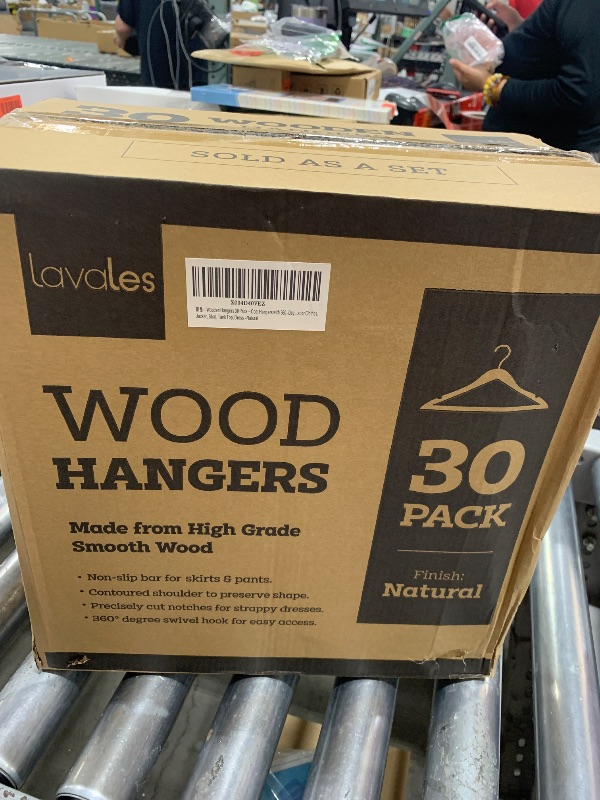 30 WOODEN
SOLD AS A SET
lavales
WOOD
HANGERS
Made from High Grade
Smooth Wood
• Non-slip bar for skirts & pants.
• Contoured shoulder to preserve shape.
• Precisely cut notches for strappy dresses.
• 360° degree swivel hook for easy access.
30
PACK
Finish:
Natural